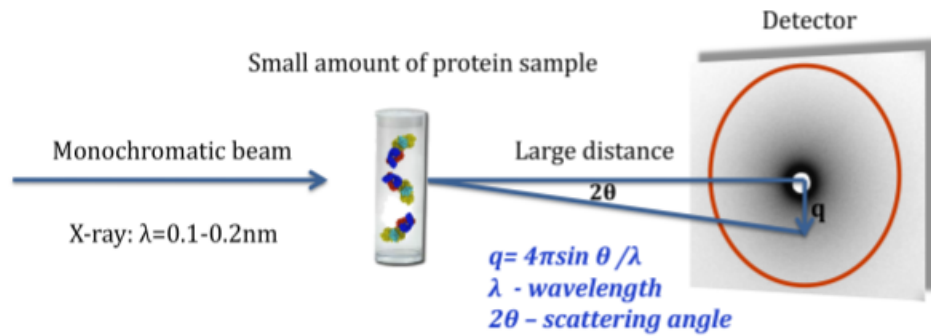 Detector
Small amount of protein sample
Monochromatic beam
Large distance
2θ
q
X-ray: λ=0.1-0.2nm
q= 4πsin θ /λ
λ - wavelength
2θ – scattering angle